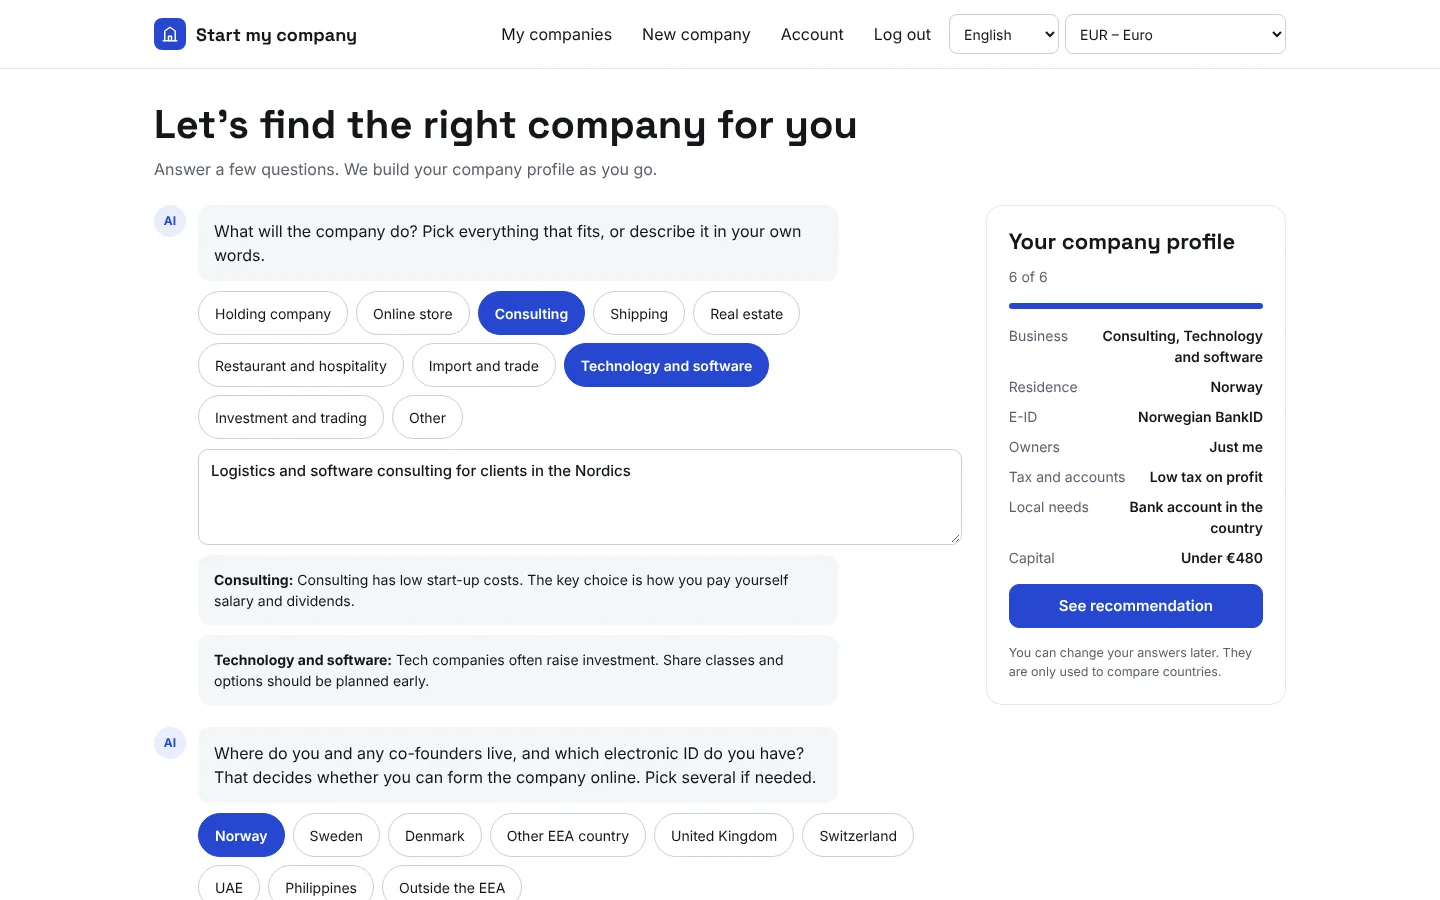 Start my company
My companies
New company
Account
Log out
English
EUR – Euro
Let's find the right company for you
Answer a few questions. We build your company profile as you go.
AI
What will the company do? Pick everything that fits, or describe it in your own
words.
Holding company
Online store
Consulting
Shipping
Real estate
Restaurant and hospitality
Import and trade
Technology and software
Investment and trading
Other
Logistics and software consulting for clients in the Nordics
Consulting: Consulting has low start-up costs. The key choice is how you pay yourself
salary and dividends.
Technology and software: Tech companies often raise investment. Share classes and
options should be planned early.
AI
Where do you and any co-founders live, and which electronic ID do you have?
That decides whether you can form the company online. Pick several if needed.
Norway
Sweden
Denmark
Other EEA country
United Kingdom
Switzerland
UAE
Philippines
Outside the EEA
Your company profile
6 of 6
Business Consulting, Technology
and software
Residence Norway
E-ID Norwegian BankID
Owners Just me
Tax and accounts Low tax on profit
Local needs Bank account in the
country
Capital Under €480
See recommendation
You can change your answers later. They
are only used to compare countries.